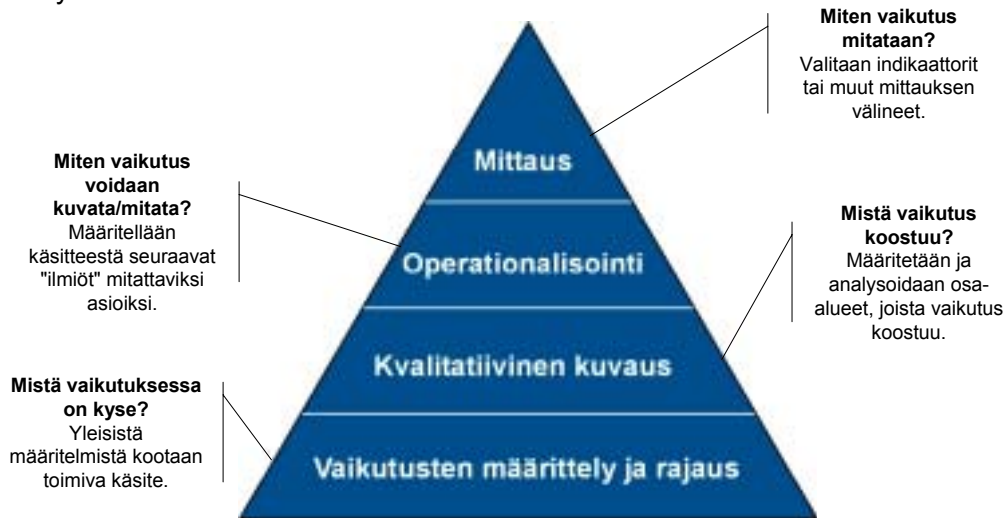 Miten vaikutus
mitataan?
Valitaan indikaattorit
tai muut mittauksen
välineet.
Mittaus
Miten vaikutus
voidaan
kuvata/mitata?
Määritellään
käsitteestä seuraavat
"ilmiöt" mitattaviksi
asioiksi.
Operationalisointi
Mistä vaikutus
koostuu?
Määritetään ja
analysoidaan osa-
alueet, joista vaikutus
koostuu.
Kvalitatiivinen kuvaus
Mistä vaikutuksessa
on kyse?
Yleisistä
määritelmistä kootaan
toimiva käsite.
Vaikutusten määrittely ja rajaus